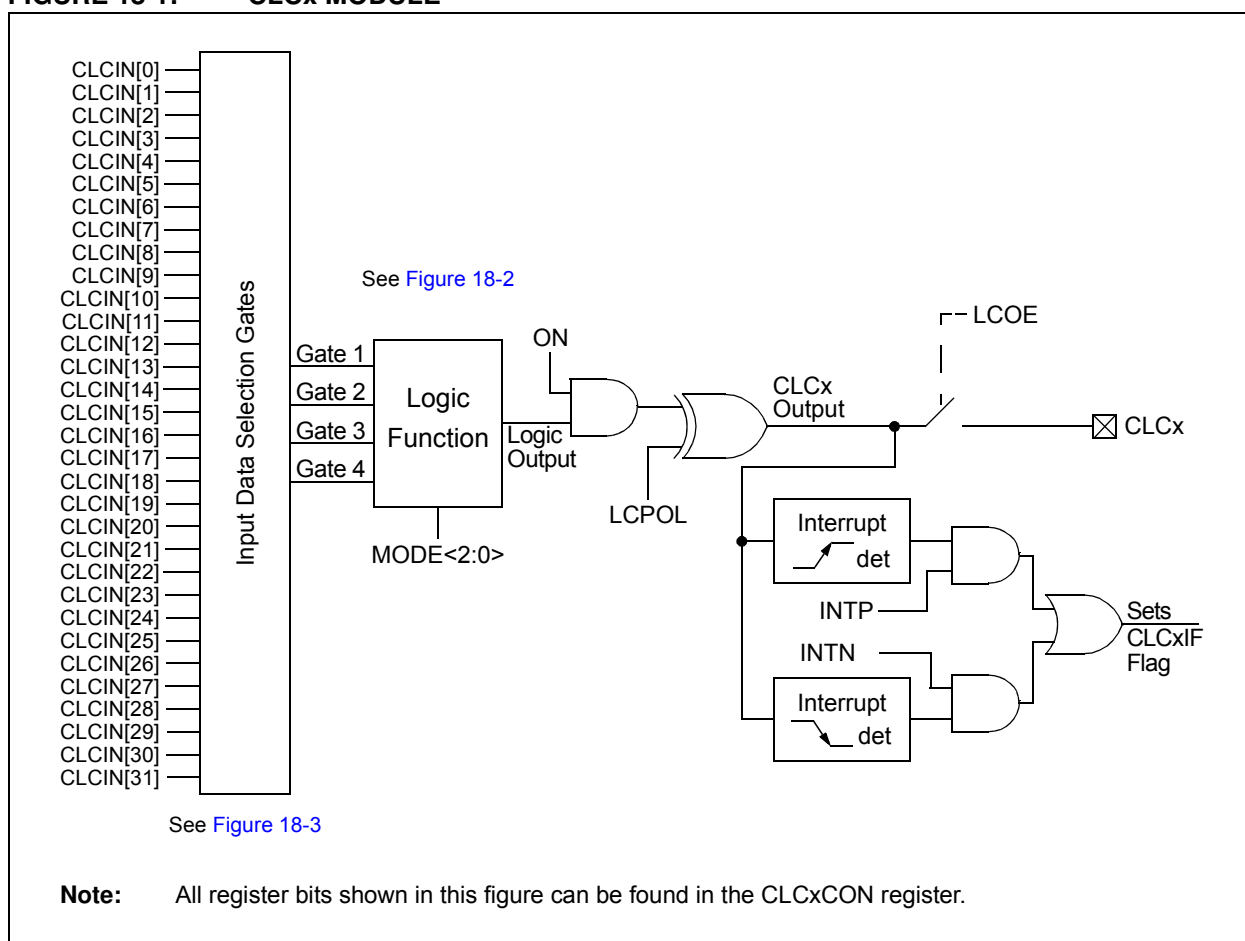 CLCIN[0]
CLCIN[1]
CLCIN[2]
CLCIN[3]
CLCIN[4]
CLCIN[5]
CLCIN[6]
CLCIN[7]
CLCIN[8]
CLCIN[9]
CLCIN[10]
CLCIN[11]
CLCIN[12]
CLCIN[13]
CLCIN[14]
CLCIN[15]
CLCIN[16]
CLCIN[17]
CLCIN[18]
CLCIN[19]
CLCIN[20]
CLCIN[21]
CLCIN[22]
CLCIN[23]
CLCIN[24]
CLCIN[25]
CLCIN[26]
CLCIN[27]
CLCIN[28]
CLCIN[29]
CLCIN[30]
CLCIN[31]
Input Data Selection Gates
See Figure 18-3
Gate 1
Gate 2
Gate 3
Gate 4
See Figure 18-2
Logic
Function
MODE<2:0>
Logic
Output
ON
LCPOL
CLCx
Output
LCOE
CLCx
Interrupt
det
INTP
INTN
Interrupt
det
Sets
CLCxIF
Flag
Note: All register bits shown in this figure can be found in the CLCxCON register.